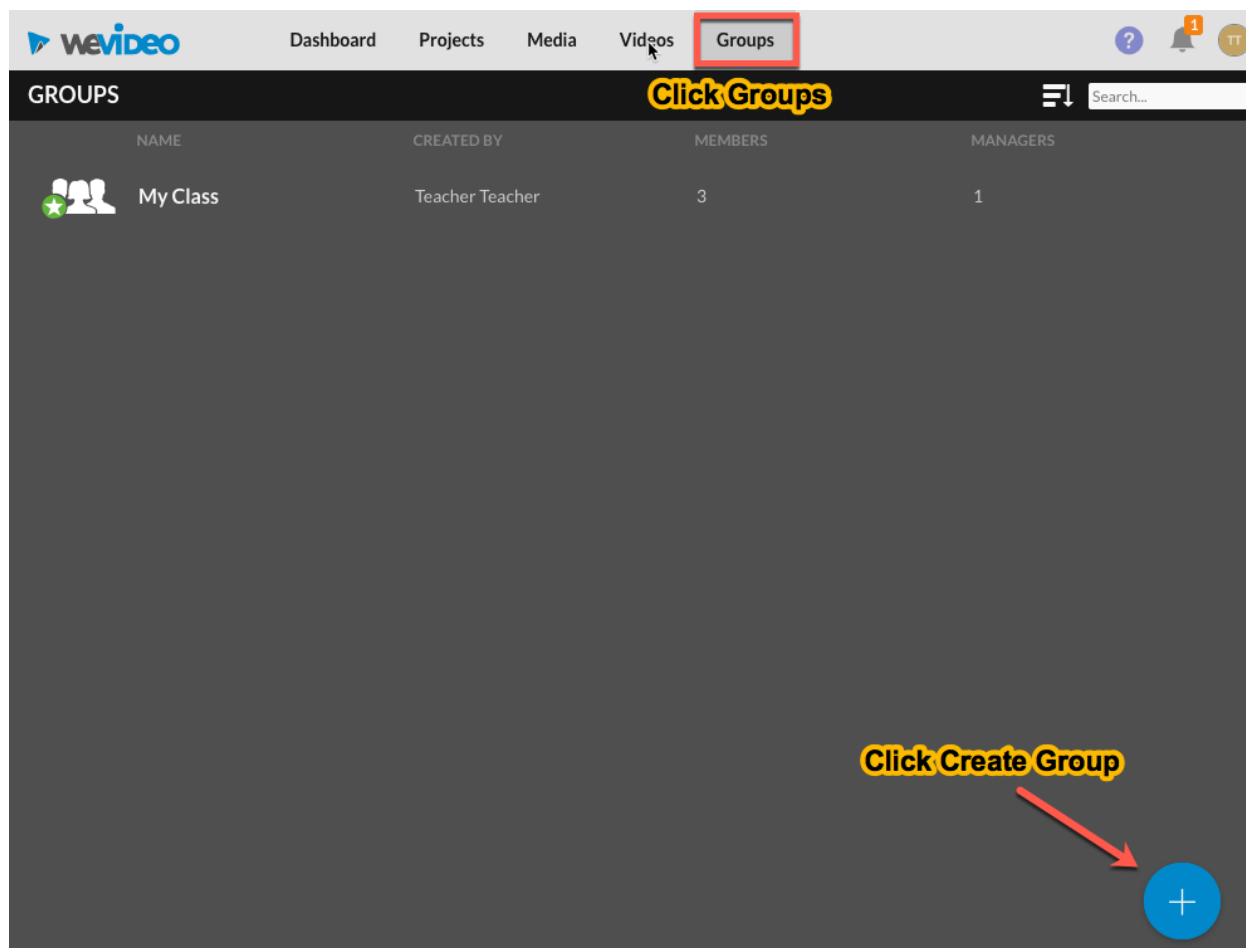 WEVIDEO Dashboard Projects Media Videos Groups ? 1 TT
GROUPS Click Groups Search...
NAME CREATED BY MEMBERS MANAGERS
My Class Teacher Teacher 3 1
Click Create Group